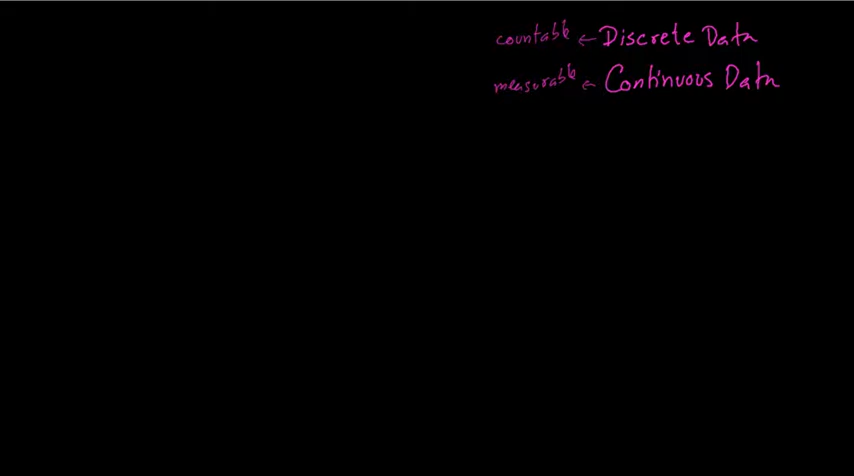 countable ← Discrete Data
measurable ← Continuous Data